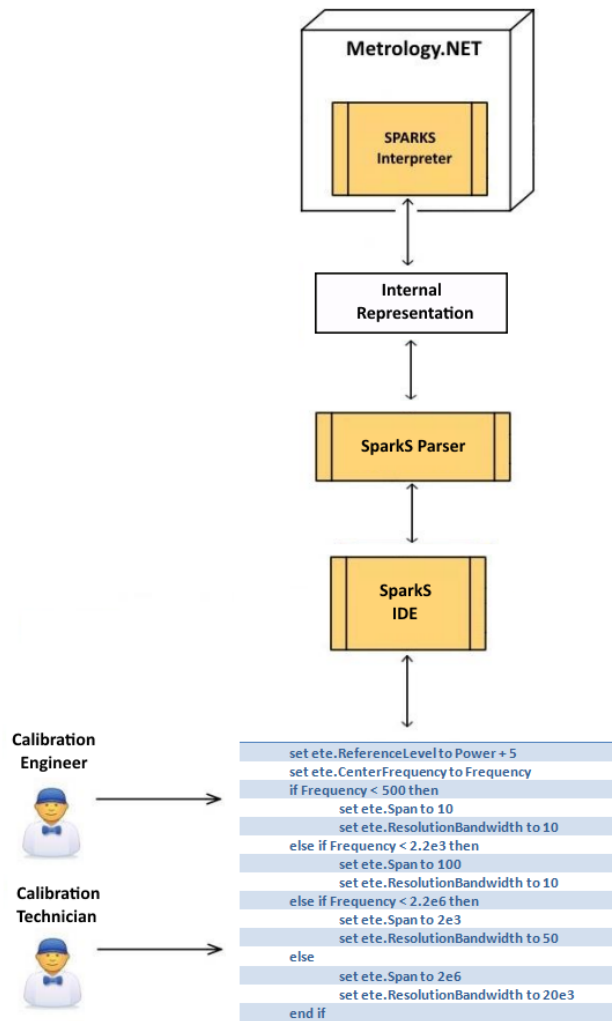 Metrology.NET
SPARKS
Interpreter
Internal
Representation
SparkS Parser
SparkS
IDE
Calibration
Engineer
Calibration
Technician
set ete.ReferenceLevel to Power + 5
set ete.CenterFrequency to Frequency
if Frequency < 500 then
set ete.Span to 10
set ete.ResolutionBandwidth to 10
else if Frequency < 2.2e3 then
set ete.Span to 100
set ete.ResolutionBandwidth to 10
else if Frequency < 2.2e6 then
set ete.Span to 2e3
set ete.ResolutionBandwidth to 50
else
set ete.Span to 2e6
set ete.ResolutionBandwidth to 20e3
end if